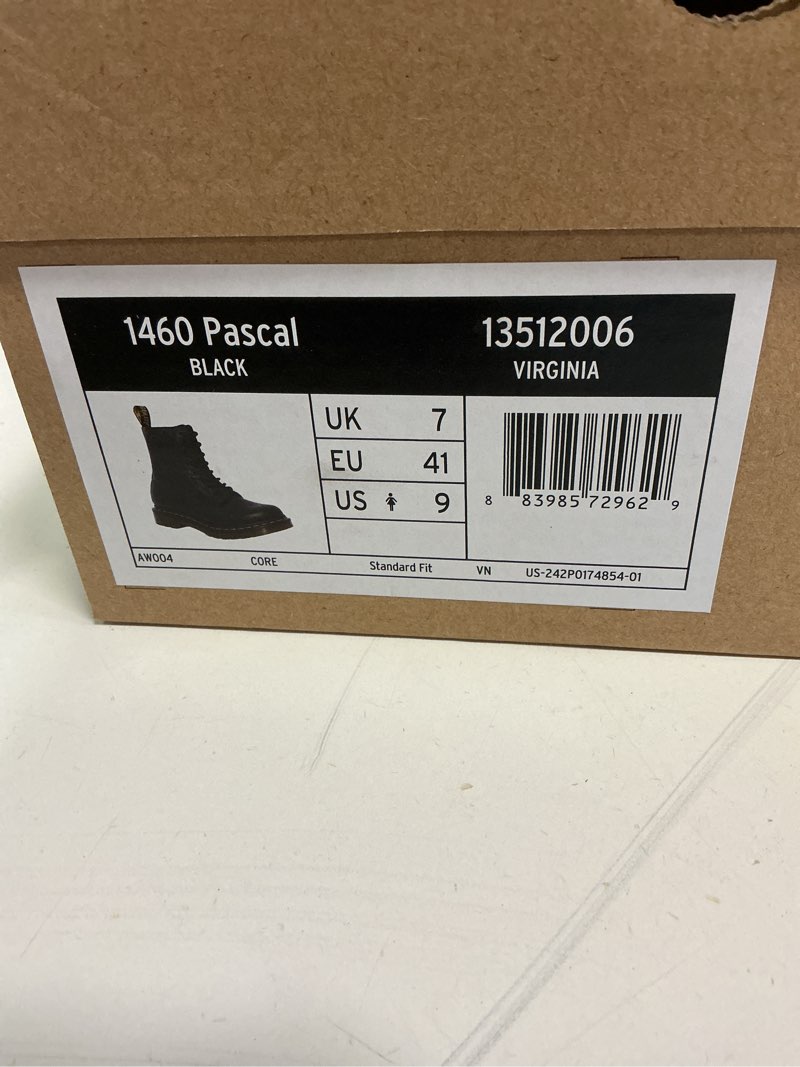 1460 Pascal
BLACK
13512006
VIRGINIA
UK 7
EU 41
US 9
8 83985 72962 9
AW004 CORE Standard Fit VN US-242P0174854-01